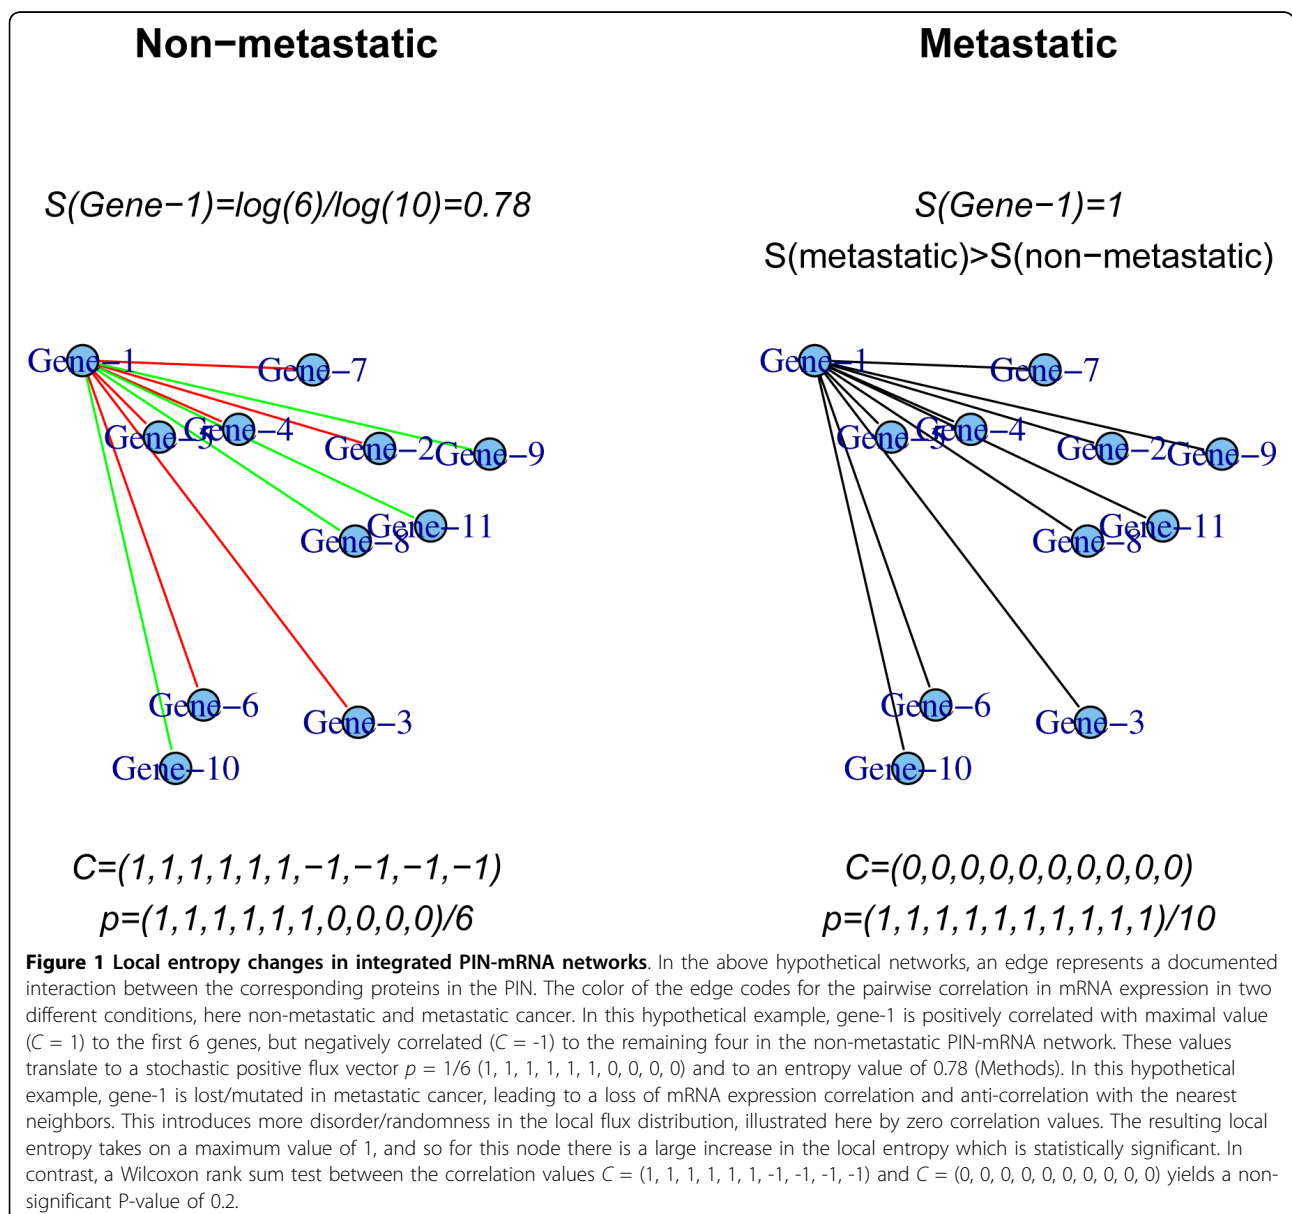 Non−metastatic
Metastatic
S(Gene−1)=log(6)/log(10)=0.78
S(Gene−1)=1
S(metastatic)>S(non−metastatic)
Gene−1
Gene−7
Gene−5
Gene−4
Gene−2
Gene−9
Gene−11
Gene−8
Gene−6
Gene−3
Gene−10
Gene−1
Gene−7
Gene−5
Gene−4
Gene−2
Gene−9
Gene−11
Gene−8
Gene−6
Gene−3
Gene−10
C=(1,1,1,1,1,1,−1,−1,−1,−1)
p=(1,1,1,1,1,1,0,0,0,0)/6
C=(0,0,0,0,0,0,0,0,0,0)
p=(1,1,1,1,1,1,1,1,1,1)/10
Figure 1 Local entropy changes in integrated PIN-mRNA networks. In the above hypothetical networks, an edge represents a documented
interaction between the corresponding proteins in the PIN. The color of the edge codes for the pairwise correlation in mRNA expression in two
different conditions, here non-metastatic and metastatic cancer. In this hypothetical example, gene-1 is positively correlated with maximal value
(C = 1) to the first 6 genes, but negatively correlated (C = -1) to the remaining four in the non-metastatic PIN-mRNA network. These values
translate to a stochastic positive flux vector p = 1/6 (1, 1, 1, 1, 1, 1, 0, 0, 0, 0) and to an entropy value of 0.78 (Methods). In this hypothetical
example, gene-1 is lost/mutated in metastatic cancer, leading to a loss of mRNA expression correlation and anti-correlation with the nearest
neighbors. This introduces more disorder/randomness in the local flux distribution, illustrated here by zero correlation values. The resulting local
entropy takes on a maximum value of 1, and so for this node there is a large increase in the local entropy which is statistically significant. In
contrast, a Wilcoxon rank sum test between the correlation values C = (1, 1, 1, 1, 1, 1, -1, -1, -1, -1) and C = (0, 0, 0, 0, 0, 0, 0, 0, 0, 0) yields a non-
significant P-value of 0.2.